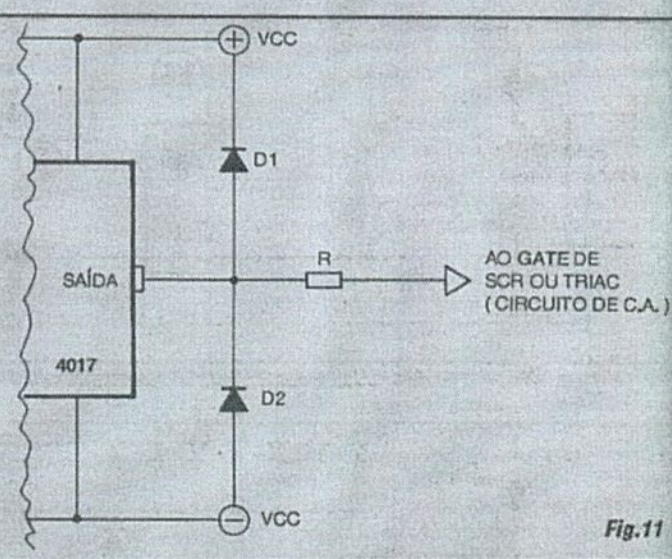 + VCC
D1
R
AO GATE DE
SCR OU TRIAC
( CIRCUITO DE C.A. )
SAÍDA
4017
D2
− VCC
Fig.11